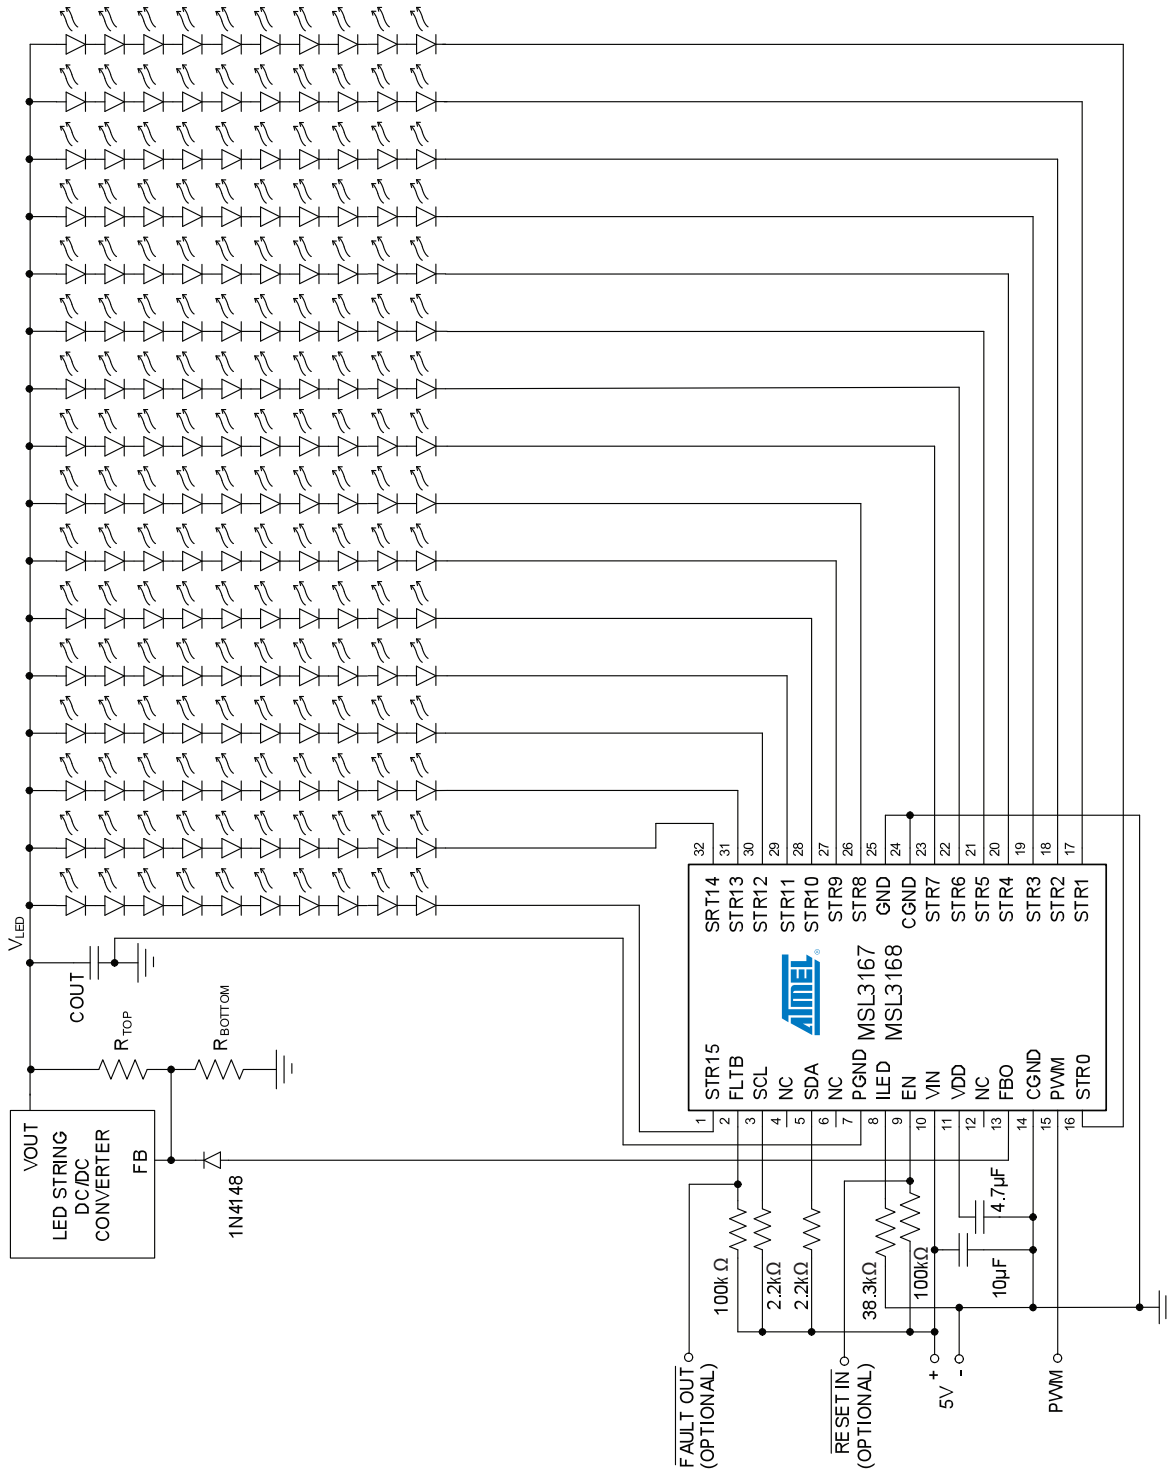 V_LED
COUT
R_TOP
R_BOTTOM
VOUT
LED STRING
DC/DC
CONVERTER
FB
1N4148
32
31
30
29
28
27
26
25
24
23
22
21
20
19
18
17
SRT14
STR13
STR12
STR11
STR10
STR9
STR8
GND
CGND
STR7
STR6
STR5
STR4
STR3
STR2
STR1
ATMEL®
MSL3167
MSL3168
STR15
FLTB
SCL
NC
SDA
NC
PGND
ILED
EN
VIN
VDD
NC
FBO
CGND
PWM
STR0
1
2
3
4
5
6
7
8
9
10
11
12
13
14
15
16
100k Ω
2.2kΩ
2.2kΩ
38.3kΩ
100kΩ
10µF
4.7µF
FAULT OUT
(OPTIONAL)
RESET IN
(OPTIONAL)
5V + -
PWM